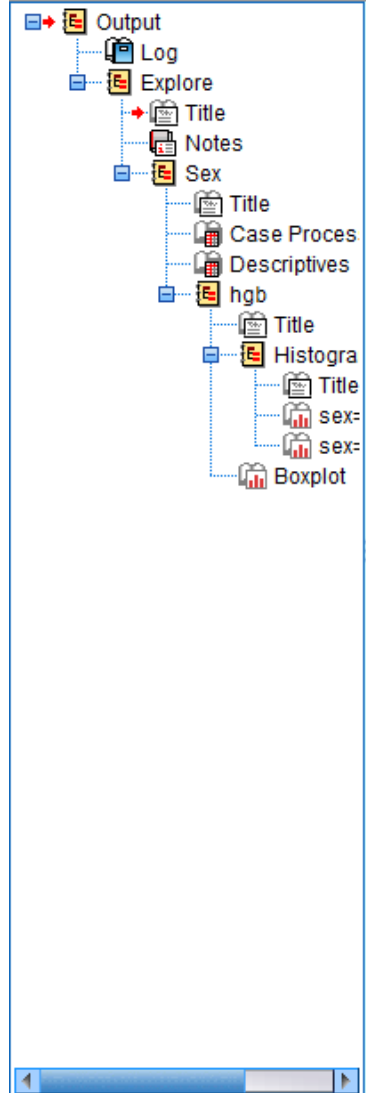 Output
Log
Explore
Title
Notes
Sex
Title
Case Proces
Descriptives
hgb
Title
Histogra
Title
sex=
sex=
Boxplot